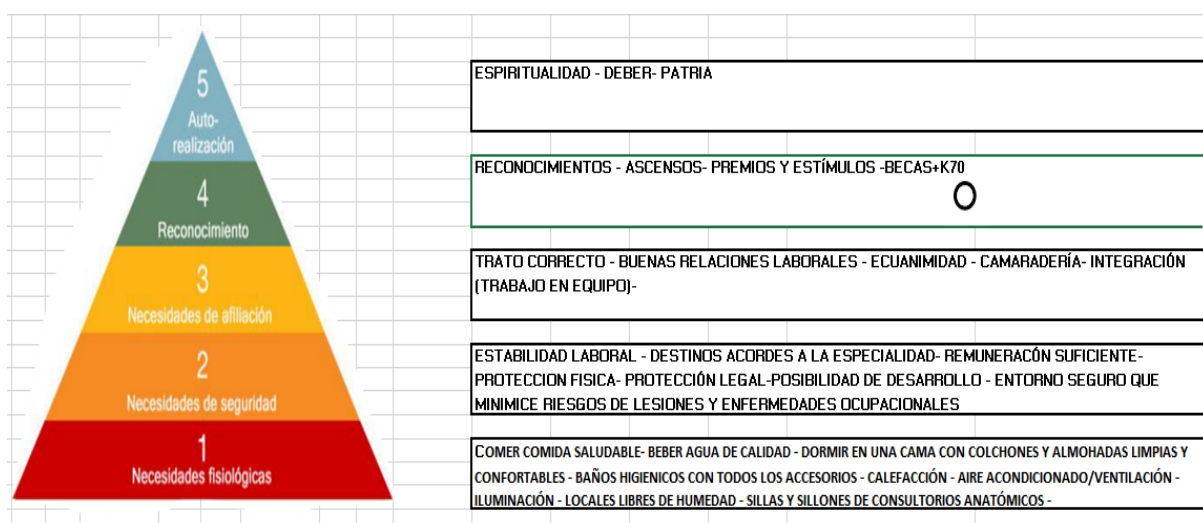 5
Auto-
realización
ESPIRITUALIDAD - DEBER- PATRIA
4
Reconocimiento
RECONOCIMIENTOS - ASCENSOS- PREMIOS Y ESTÍMULOS -BECAS+K70
3
Necesidades de afiliación
TRATO CORRECTO - BUENAS RELACIONES LABORALES - ECUANIMIDAD - CAMARADERÍA- INTEGRACIÓN
(TRABAJO EN EQUIPO)-
2
Necesidades de seguridad
ESTABILIDAD LABORAL - DESTINOS ACORDES A LA ESPECIALIDAD- REMUNERACÓN SUFICIENTE-
PROTECCION FISICA- PROTECCIÓN LEGAL-POSIBILIDAD DE DESARROLLO - ENTORNO SEGURO QUE
MINIMICE RIESGOS DE LESIONES Y ENFERMEDADES OCUPACIONALES
1
Necesidades fisiológicas
COMER COMIDA SALUDABLE- BEBER AGUA DE CALIDAD - DORMIR EN UNA CAMA CON COLCHONES Y ALMOHADAS LIMPIAS Y
CONFORTABLES - BAÑOS HIGIENICOS CON TODOS LOS ACCESORIOS - CALEFACCIÓN - AIRE ACONDICIONADO/VENTILACIÓN -
ILUMINACIÓN - LOCALES LIBRES DE HUMEDAD - SILLAS Y SILLONES DE CONSULTORIOS ANATÓMICOS -